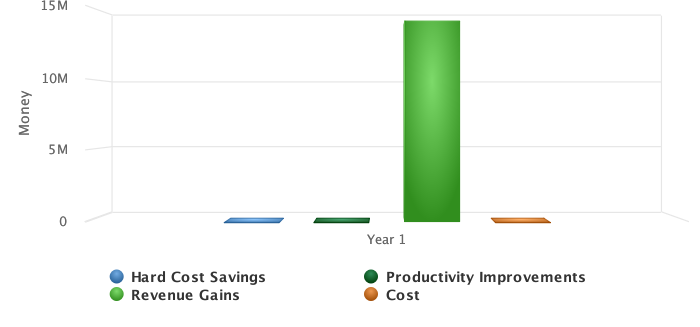 15M
10M
5M
0
Money
Year 1
Hard Cost Savings
Productivity Improvements
Revenue Gains
Cost